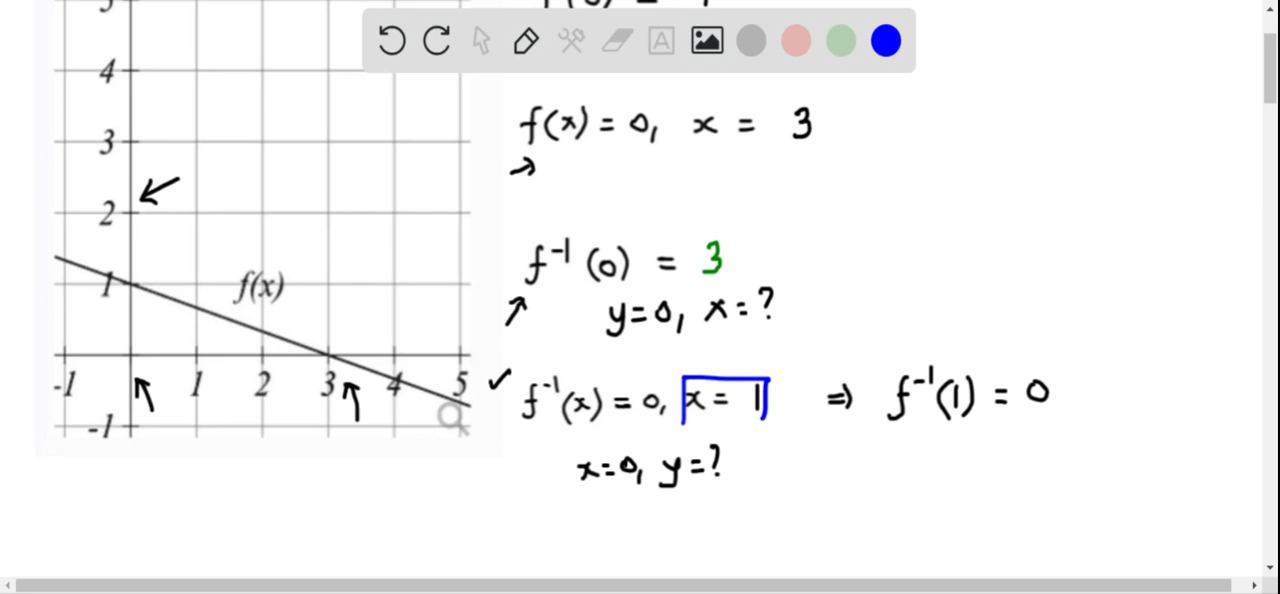 f(x) = 0, x = 3
f⁻¹(0) = 3
y=0, x=?
f⁻¹(x) = 0, x = 1 ⇒ f⁻¹(1) = 0
x=0, y=?
4
3
2
1
f(x)
-1 1 2 3 4 5
-1
A